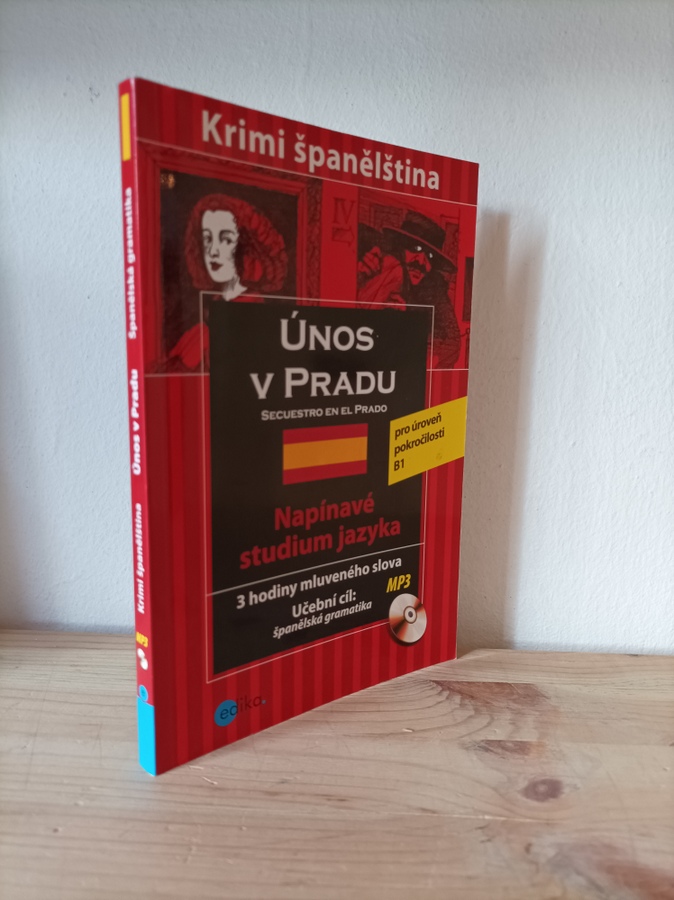 Krimi španělština
IV
ÚNOS
V PRADU
SECUESTRO EN EL PRADO
pro úroveň
pokročilosti
B1
Napínavé
studium jazyka
3 hodiny mluveného slova
MP3
Učební cíl:
španělská gramatika
edika.
MP3
Krimi španělština
Únos v Pradu
španělská gramatika